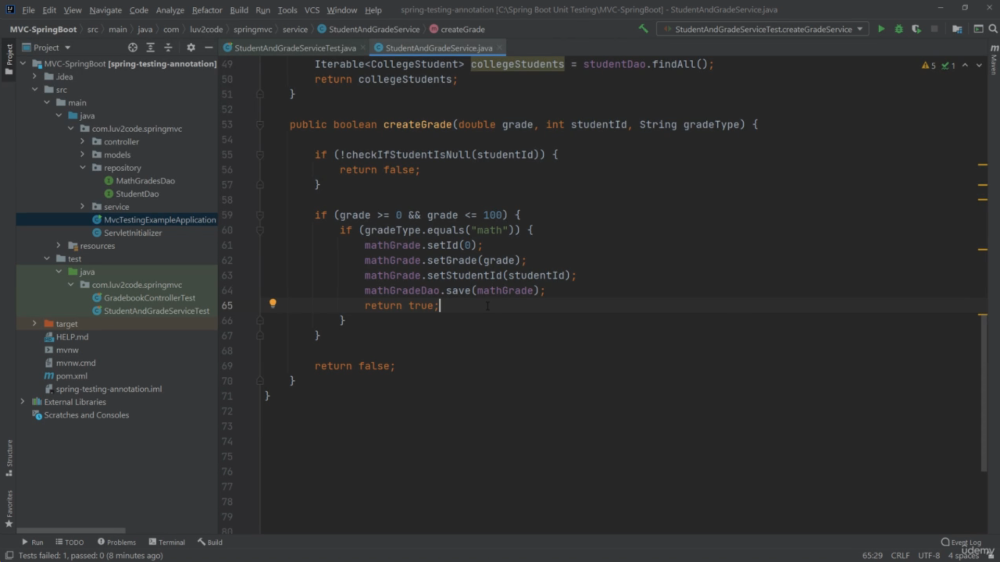 File Edit View Navigate Code Analyze Refactor Build Run Tools VCS Window Help spring-testing-annotation [C:\Spring Boot Unit Testing\MVC-SpringBoot] - StudentAndGradeService.java
MVC-SpringBoot src main java com luv2code springmvc service StudentAndGradeService createGrade StudentAndGradeServiceTest.createGradeService
Project
StudentAndGradeServiceTest.java StudentAndGradeService.java
Project
Maven
Structure
Favorites
MVC-SpringBoot [spring-testing-annotation]
.idea
src
main
java
com.luv2code.springmvc
controller
models
repository
MathGradesDao
StudentDao
service
MvcTestingExampleApplication
ServletInitializer
resources
test
java
com.luv2code.springmvc
GradebookControllerTest
StudentAndGradeServiceTest
target
HELP.md
mvnw
mvnw.cmd
pom.xml
spring-testing-annotation.iml
External Libraries
Scratches and Consoles
5 1
49 Iterable<CollegeStudent> collegeStudents = studentDao.findAll();
50 return collegeStudents;
51 }
52
53 public boolean createGrade(double grade, int studentId, String gradeType) {
54
55 if (!checkIfStudentIsNull(studentId)) {
56 return false;
57 }
58
59 if (grade >= 0 && grade <= 100) {
60 if (gradeType.equals("math")) {
61 mathGrade.setId(0);
62 mathGrade.setGrade(grade);
63 mathGrade.setStudentId(studentId);
64 mathGradeDao.save(mathGrade);
65 return true;
66 }
67 }
68
69 return false;
70 }
71 }
72
73
74
75
76
77
78
79
80
Run TODO Problems Terminal Build Event Log
Tests failed: 1, passed: 0 (8 minutes ago) 65:29 CRLF UTF-8 4 spaces
udemy